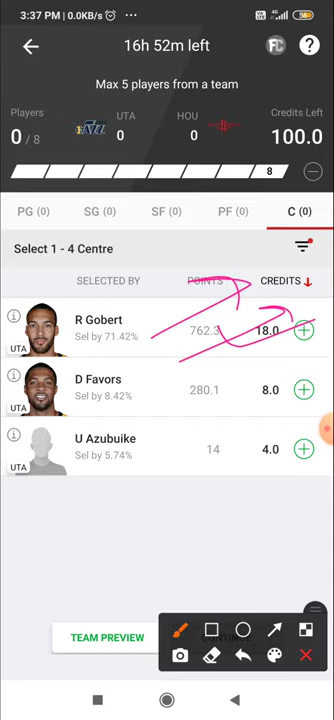 3:37 PM | 0.0KB/s
16h 52m left
FC ?
Max 5 players from a team
Players UTA HOU Credits Left
0 / 8 0 0 100.0
8
PG (0) SG (0) SF (0) PF (0) C (0)
Select 1 - 4 Centre
SELECTED BY POINTS CREDITS
R Gobert
Sel by 71.42% 762.3 18.0
UTA
D Favors
Sel by 8.42% 280.1 8.0
UTA
U Azubuike
Sel by 5.74% 14 4.0
UTA
TEAM PREVIEW CONTINUE